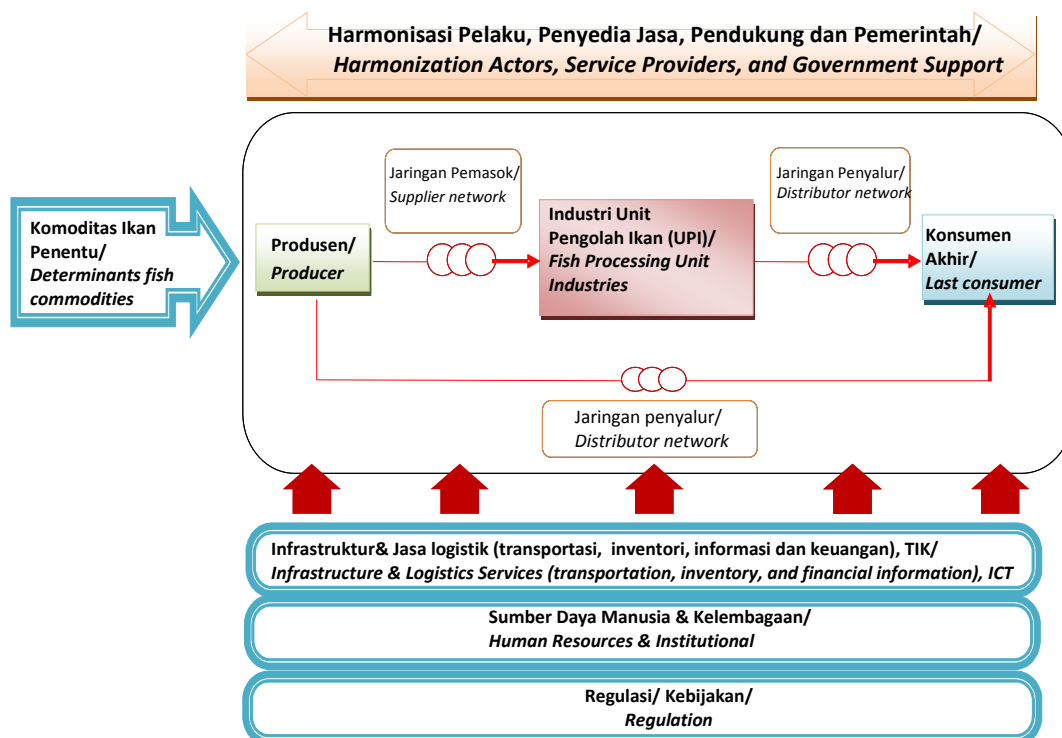 Harmonisasi Pelaku, Penyedia Jasa, Pendukung dan Pemerintah/
Harmonization Actors, Service Providers, and Government Support
Jaringan Pemasok/
Supplier network
Jaringan Penyalur/
Distributor network
Komoditas Ikan
Penentu/
Determinants fish
commodities
Produsen/
Producer
Industri Unit
Pengolah Ikan (UPI)/
Fish Processing Unit
Industries
Konsumen
Akhir/
Last consumer
Jaringan penyalur/
Distributor network
Infrastruktur& Jasa logistik (transportasi, inventori, informasi dan keuangan), TIK/
Infrastructure & Logistics Services (transportation, inventory, and financial information), ICT
Sumber Daya Manusia & Kelembagaan/
Human Resources & Institutional
Regulasi/ Kebijakan/
Regulation